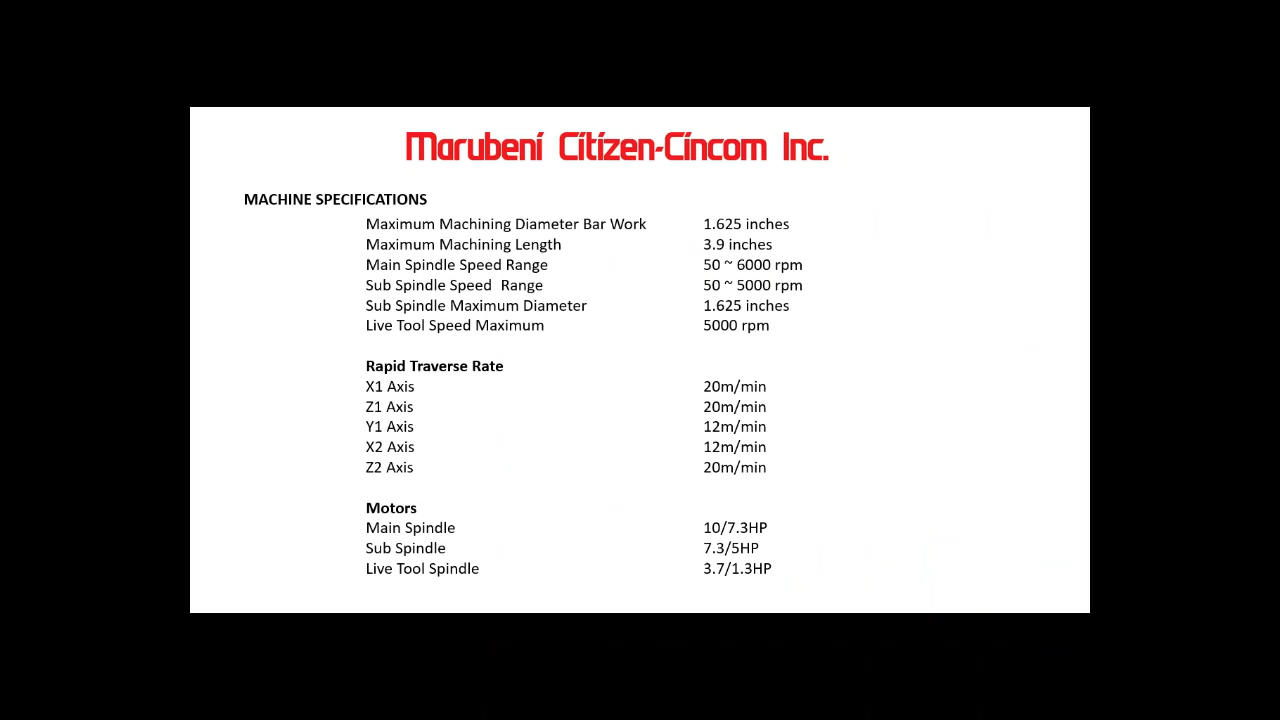 Marubeni Citizen-Cincom Inc.
MACHINE SPECIFICATIONS
Maximum Machining Diameter Bar Work 1.625 inches
Maximum Machining Length 3.9 inches
Main Spindle Speed Range 50 ~ 6000 rpm
Sub Spindle Speed Range 50 ~ 5000 rpm
Sub Spindle Maximum Diameter 1.625 inches
Live Tool Speed Maximum 5000 rpm
Rapid Traverse Rate
X1 Axis 20m/min
Z1 Axis 20m/min
Y1 Axis 12m/min
X2 Axis 12m/min
Z2 Axis 20m/min
Motors
Main Spindle 10/7.3HP
Sub Spindle 7.3/5HP
Live Tool Spindle 3.7/1.3HP